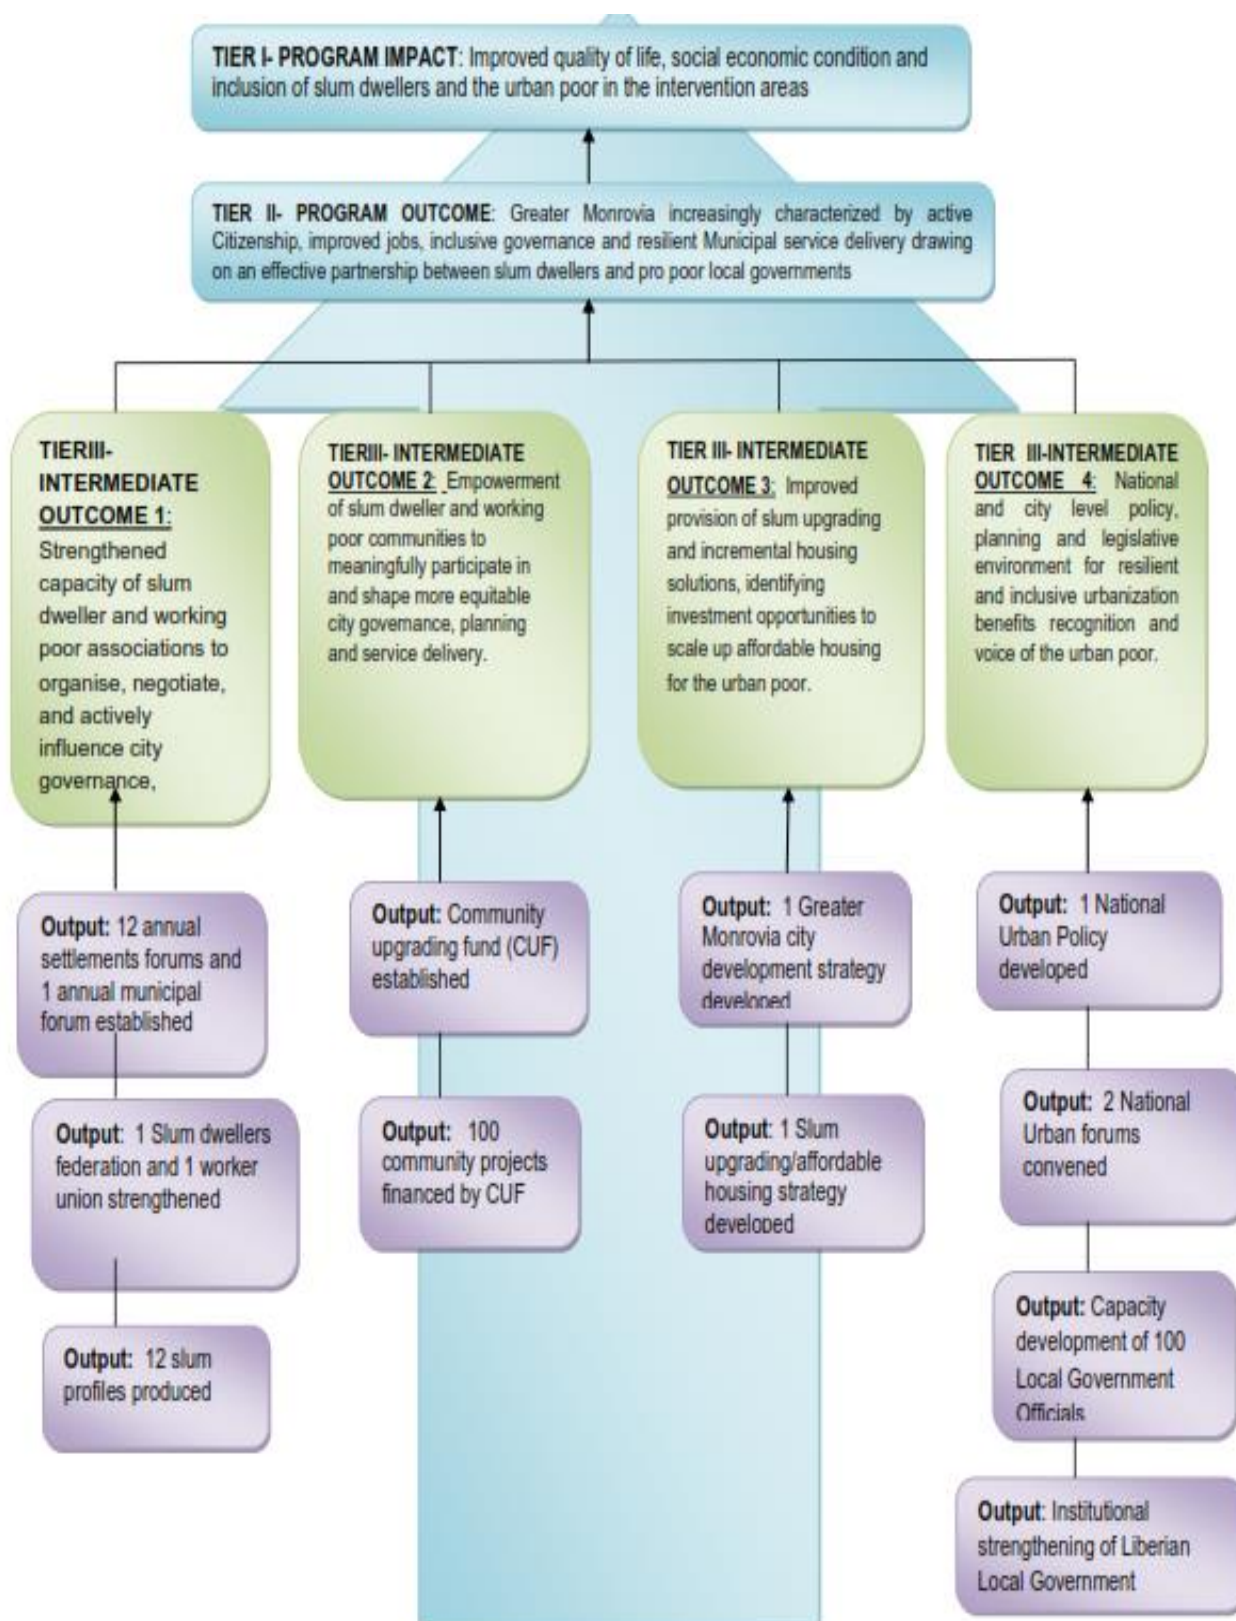 TIER I- PROGRAM IMPACT: Improved quality of life, social economic condition and
inclusion of slum dwellers and the urban poor in the intervention areas
TIER II- PROGRAM OUTCOME: Greater Monrovia increasingly characterized by active
Citizenship, improved jobs, inclusive governance and resilient Municipal service delivery drawing
on an effective partnership between slum dwellers and pro poor local governments
TIERIII-
INTERMEDIATE
OUTCOME 1:
Strengthened
capacity of slum
dweller and working
poor associations to
organise, negotiate,
and actively
influence city
governance,
TIERIII- INTERMEDIATE
OUTCOME 2: Empowerment
of slum dweller and working
poor communities to
meaningfully participate in
and shape more equitable
city governance, planning
and service delivery.
TIER III- INTERMEDIATE
OUTCOME 3: Improved
provision of slum upgrading
and incremental housing
solutions, identifying
investment opportunities to
scale up affordable housing
for the urban poor.
TIER III-INTERMEDIATE
OUTCOME 4: National
and city level policy,
planning and legislative
environment for resilient
and inclusive urbanization
benefits recognition and
voice of the urban poor.
Output: 12 annual
settlements forums and
1 annual municipal
forum established
Output: 1 Slum dwellers
federation and 1 worker
union strengthened
Output: 12 slum
profiles produced
Output: Community
upgrading fund (CUF)
established
Output: 100
community projects
financed by CUF
Output: 1 Greater
Monrovia city
development strategy
developed
Output: 1 Slum
upgrading/affordable
housing strategy
developed
Output: 1 National
Urban Policy
developed
Output: 2 National
Urban forums
convened
Output: Capacity
development of 100
Local Government
Officials
Output: Institutional
strengthening of Liberian
Local Government